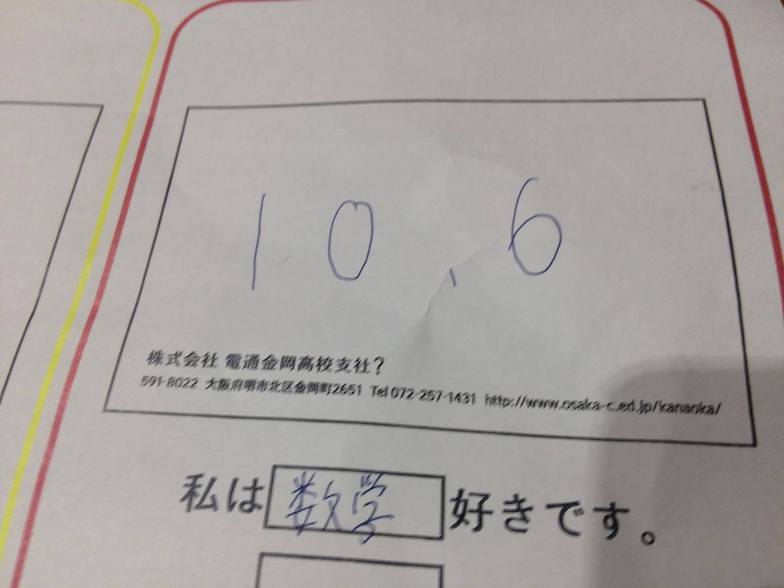 10.6
株式会社 電通金岡高校支社?
591-8022 大阪府堺市北区金岡町2651 Tel 072-257-1431 http://www.osaka-c.ed.jp/kanaoka/
私は数学好きです。